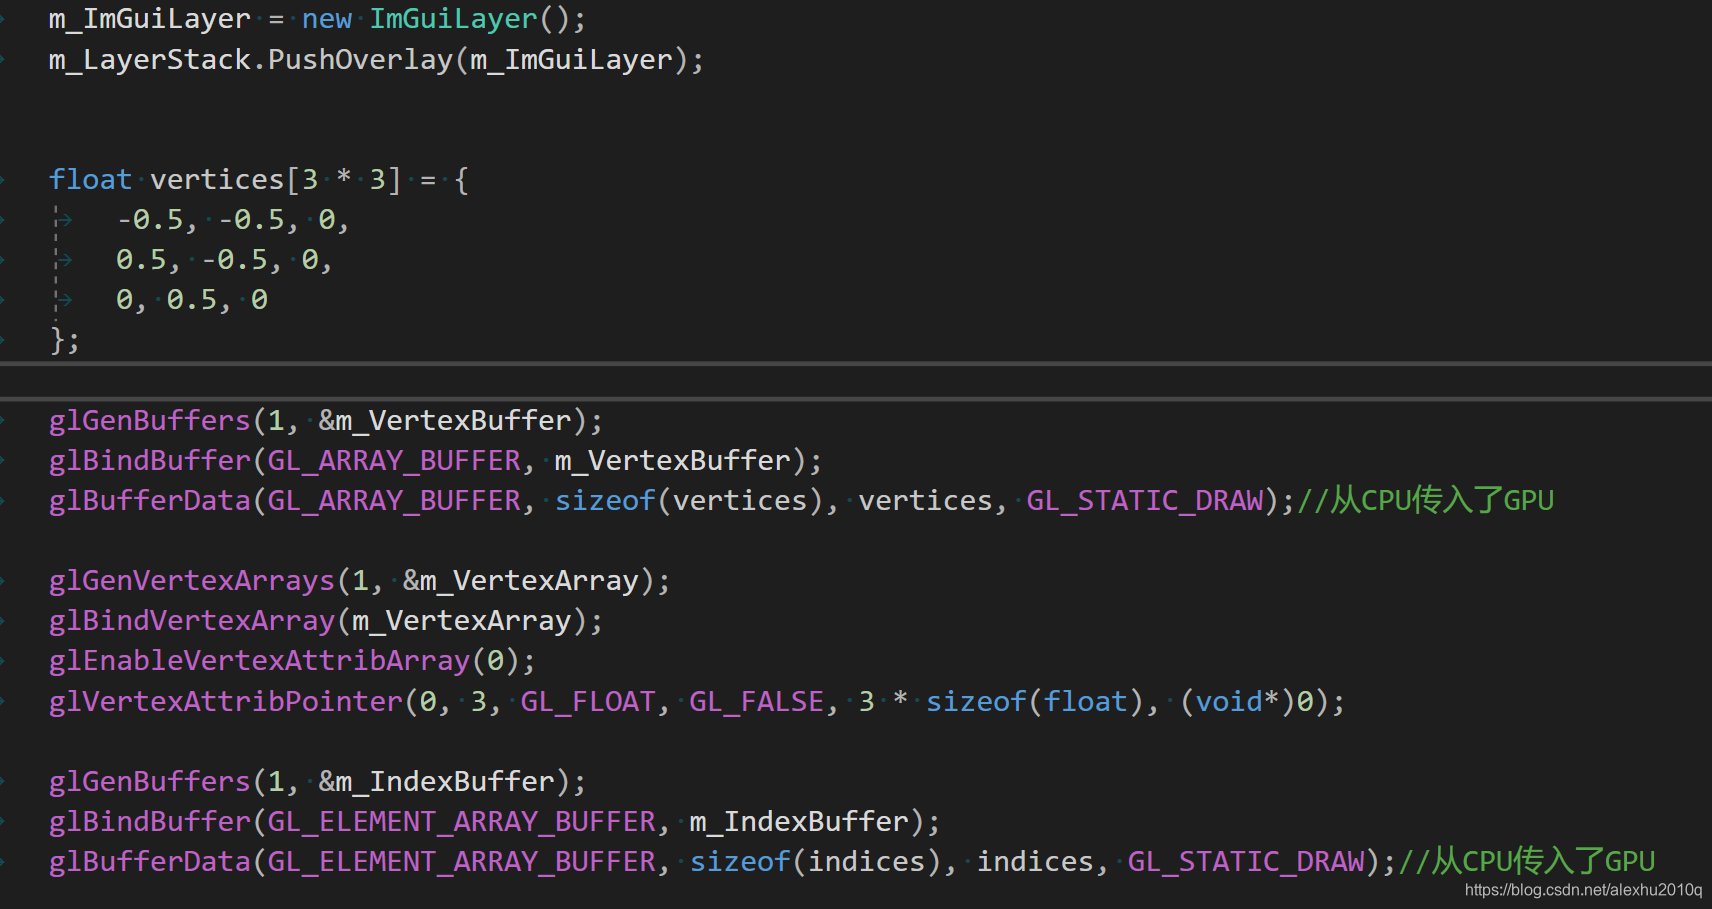 m_ImGuiLayer = new ImGuiLayer();
m_LayerStack.PushOverlay(m_ImGuiLayer);
float vertices[3 * 3] = {
-0.5, -0.5, 0,
0.5, -0.5, 0,
0, 0.5, 0
};
glGenBuffers(1, &m_VertexBuffer);
glBindBuffer(GL_ARRAY_BUFFER, m_VertexBuffer);
glBufferData(GL_ARRAY_BUFFER, sizeof(vertices), vertices, GL_STATIC_DRAW);//从CPU传入了GPU
glGenVertexArrays(1, &m_VertexArray);
glBindVertexArray(m_VertexArray);
glEnableVertexAttribArray(0);
glVertexAttribPointer(0, 3, GL_FLOAT, GL_FALSE, 3 * sizeof(float), (void*)0);
glGenBuffers(1, &m_IndexBuffer);
glBindBuffer(GL_ELEMENT_ARRAY_BUFFER, m_IndexBuffer);
glBufferData(GL_ELEMENT_ARRAY_BUFFER, sizeof(indices), indices, GL_STATIC_DRAW);//从CPU传入了GPU
https://blog.csdn.net/alexhu2010q